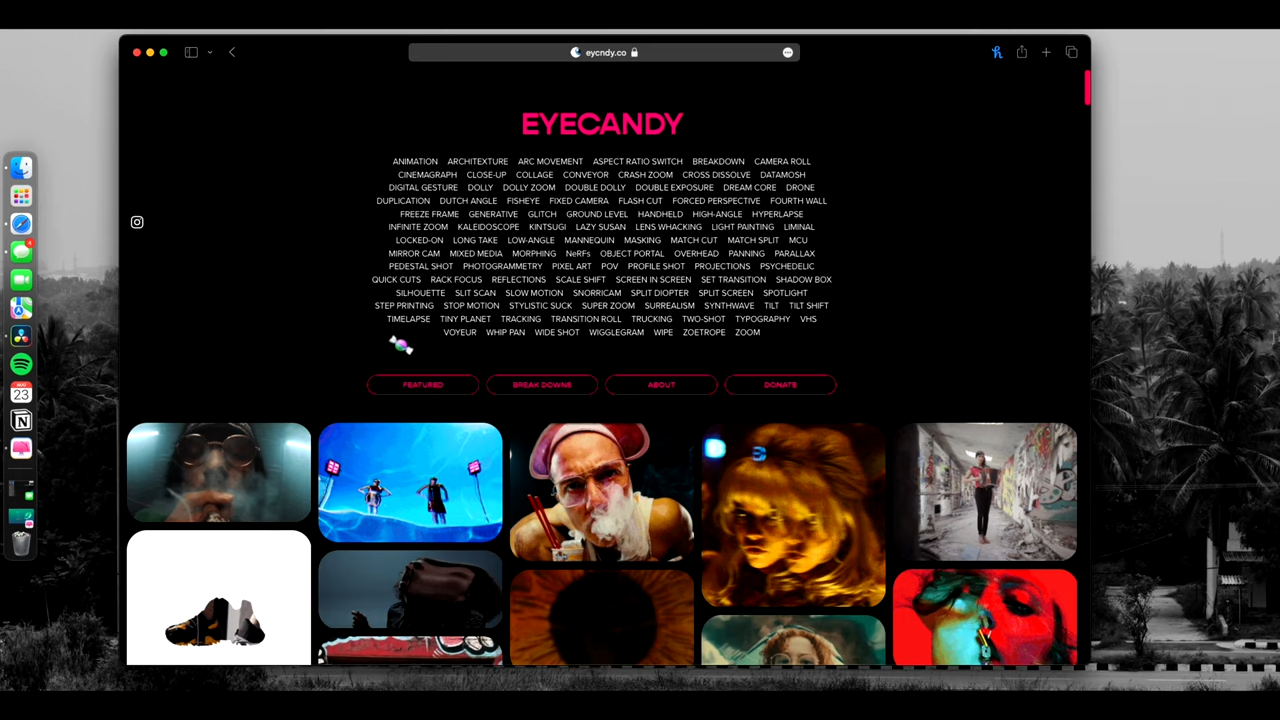 eycndy.co
EYECANDY
ANIMATION ARCHITEXTURE ARC MOVEMENT ASPECT RATIO SWITCH BREAKDOWN CAMERA ROLL
CINEMAGRAPH CLOSE-UP COLLAGE CONVEYOR CRASH ZOOM CROSS DISSOLVE DATAMOSH
DIGITAL GESTURE DOLLY DOLLY ZOOM DOUBLE DOLLY DOUBLE EXPOSURE DREAM CORE DRONE
DUPLICATION DUTCH ANGLE FISHEYE FIXED CAMERA FLASH CUT FORCED PERSPECTIVE FOURTH WALL
FREEZE FRAME GENERATIVE GLITCH GROUND LEVEL HANDHELD HIGH-ANGLE HYPERLAPSE
INFINITE ZOOM KALEIDOSCOPE KINTSUGI LAZY SUSAN LENS WHACKING LIGHT PAINTING LIMINAL
LOCKED-ON LONG TAKE LOW-ANGLE MANNEQUIN MASKING MATCH CUT MATCH SPLIT MCU
MIRROR CAM MIXED MEDIA MORPHING NeRFs OBJECT PORTAL OVERHEAD PANNING PARALLAX
PEDESTAL SHOT PHOTOGRAMMETRY PIXEL ART POV PROFILE SHOT PROJECTIONS PSYCHEDELIC
QUICK CUTS RACK FOCUS REFLECTIONS SCALE SHIFT SCREEN IN SCREEN SET TRANSITION SHADOW BOX
SILHOUETTE SLIT SCAN SLOW MOTION SNORRICAM SPLIT DIOPTER SPLIT SCREEN SPOTLIGHT
STEP PRINTING STOP MOTION STYLISTIC SUCK SUPER ZOOM SURREALISM SYNTHWAVE TILT TILT SHIFT
TIMELAPSE TINY PLANET TRACKING TRANSITION ROLL TRUCKING TWO-SHOT TYPOGRAPHY VHS
VOYEUR WHIP PAN WIDE SHOT WIGGLEGRAM WIPE ZOETROPE ZOOM
FEATURED BREAK DOWNS ABOUT DONATE
23